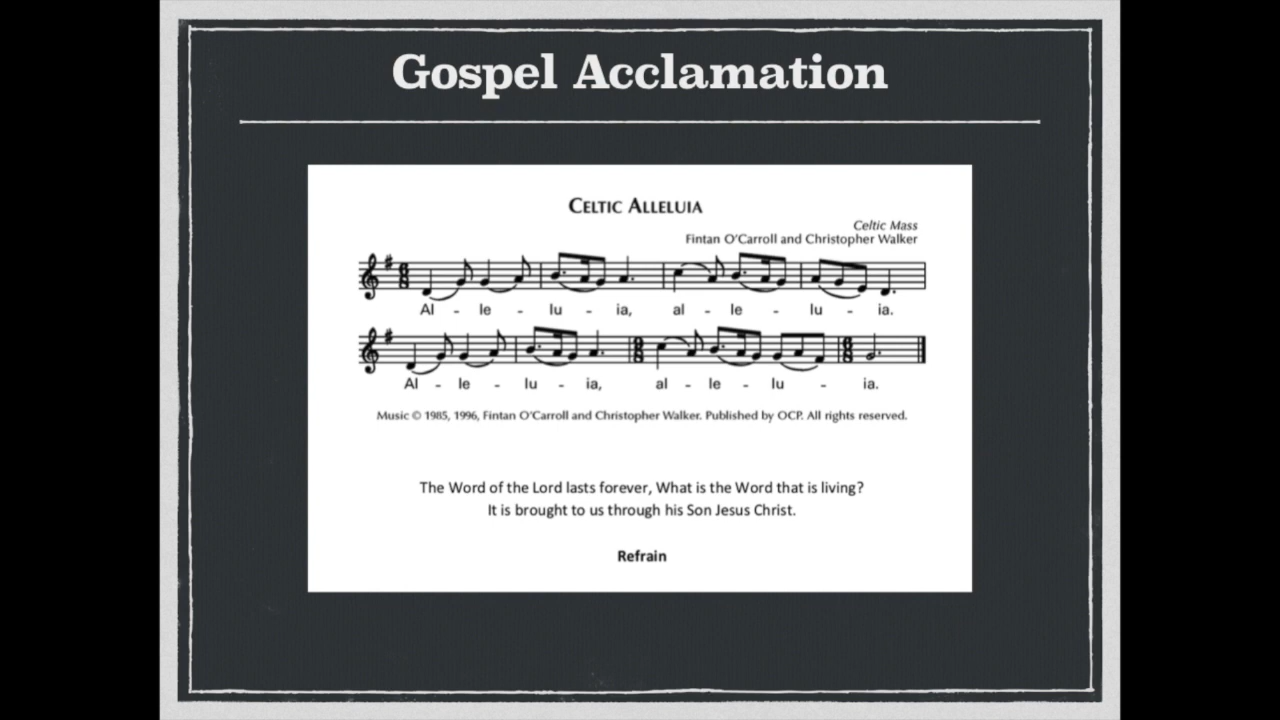 Gospel Acclamation
CELTIC ALLELUIA
Celtic Mass
Fintan O'Carroll and Christopher Walker
Al - le - lu - ia, al - le - lu - ia.
Al - le - lu - ia, al - le - lu - ia.
Music © 1985, 1996, Fintan O'Carroll and Christopher Walker. Published by OCP. All rights reserved.
The Word of the Lord lasts forever, What is the Word that is living?
It is brought to us through his Son Jesus Christ.
Refrain